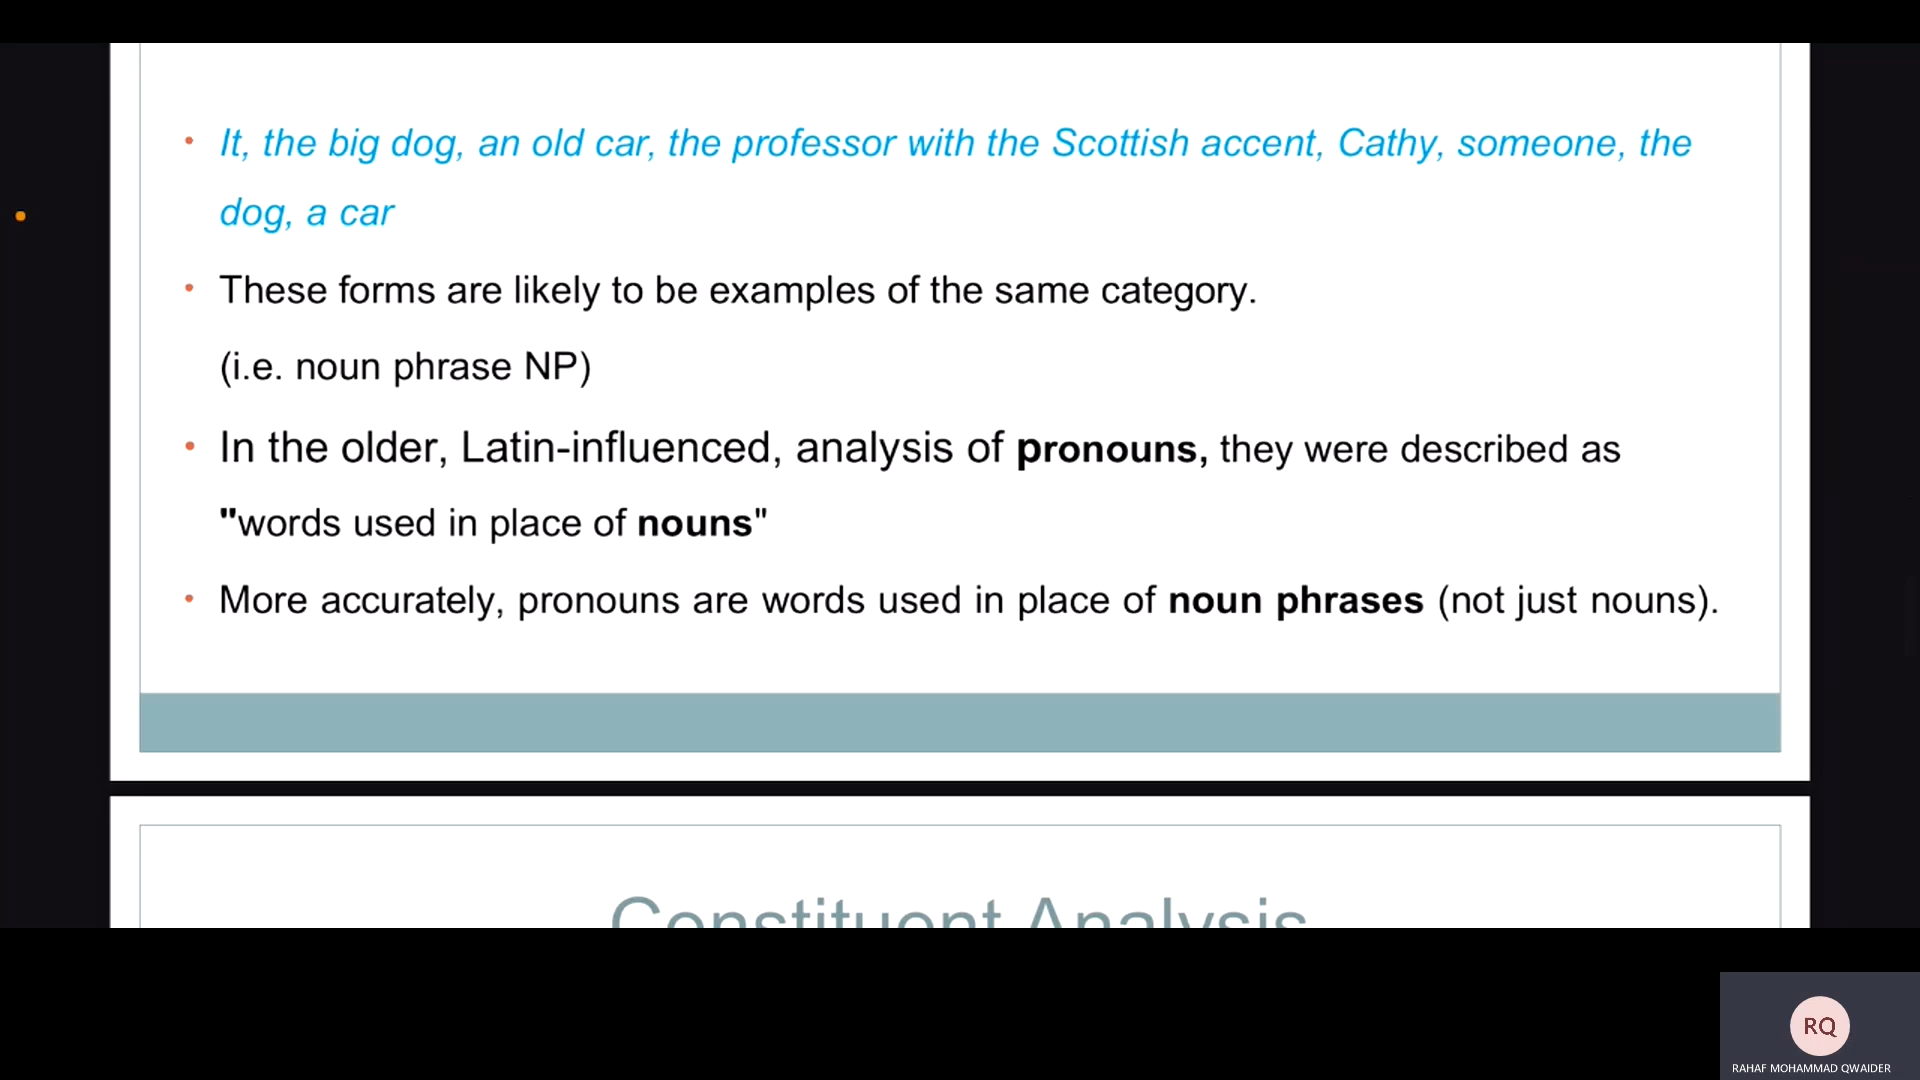 • It, the big dog, an old car, the professor with the Scottish accent, Cathy, someone, the
dog, a car
• These forms are likely to be examples of the same category.
(i.e. noun phrase NP)
• In the older, Latin-influenced, analysis of pronouns, they were described as
"words used in place of nouns"
• More accurately, pronouns are words used in place of noun phrases (not just nouns).
Constituent Analysis
RQ
RAHAF MOHAMMAD QWAIDER